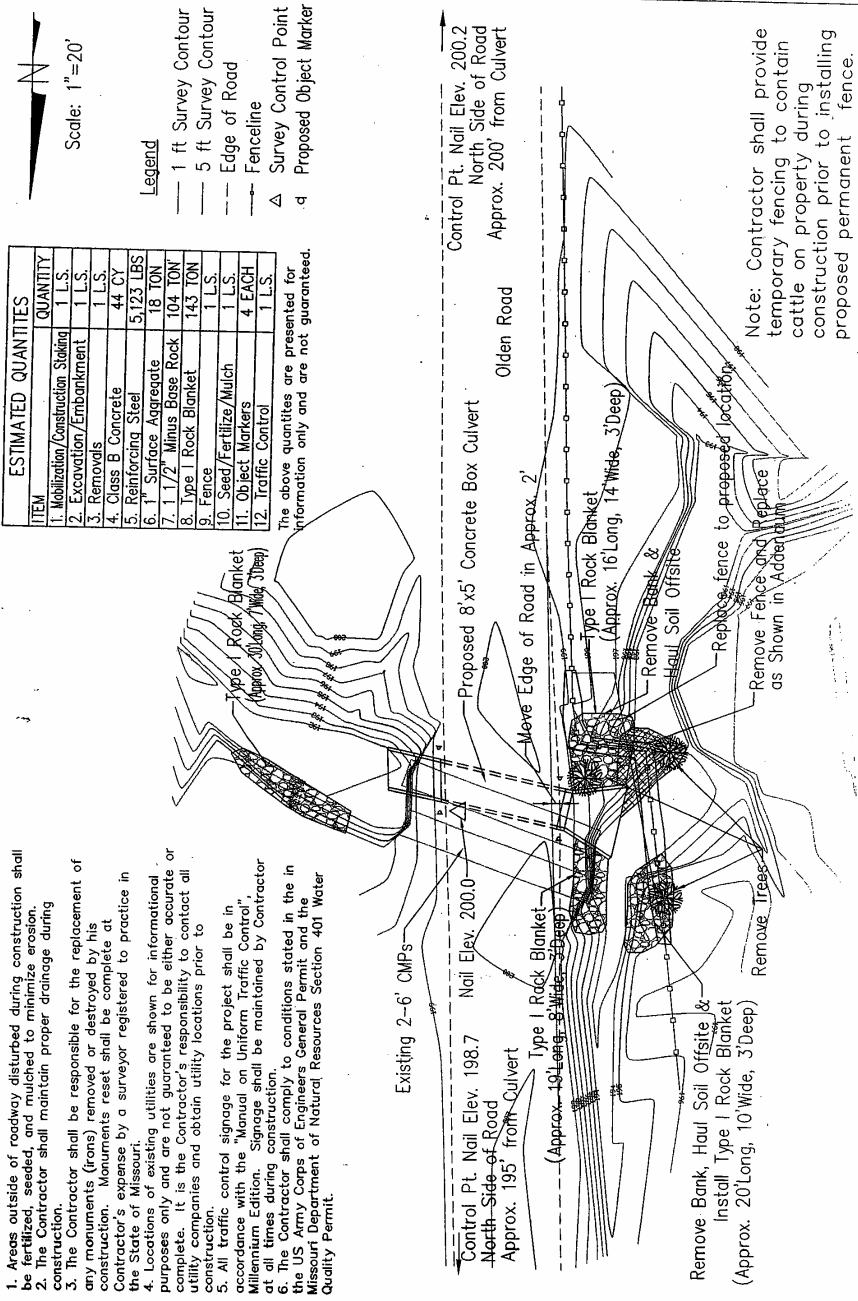 1. Areas outside of roadway disturbed during construction shall
be fertilized, seeded, and mulched to minimize erosion.
2. The Contractor shall maintain proper drainage during
construction.
3. The Contractor shall be responsible for the replacement of
any monuments (irons) removed or destroyed by his
construction. Monuments reset shall be complete at
Contractor's expense by a surveyor registered to practice in
the State of Missouri.
4. Locations of existing utilities are shown for informational
purposes only and are not guaranteed to be either accurate or
complete. It is the Contractor's responsibility to contact all
utility companies and obtain utility locations prior to
construction.
5. All traffic control signage for the project shall be in
accordance with the "Manual on Uniform Traffic Control",
Millennium Edition. Signage shall be maintained by Contractor
at all times during construction.
6. The Contractor shall comply to conditions stated in the in
the US Army Corps of Engineers General Permit and the
Missouri Department of Natural Resources Section 401 Water
Quality Permit.
ESTIMATED QUANTITES
ITEM QUANTITY
1. Mobilization/Construction Staking 1 L.S.
2. Excavation/Embankment 1 L.S.
3. Removals 1 L.S.
4. Class B Concrete 44 CY
5. Reinforcing Steel 5,123 LBS
6. 1" Surface Aggregate 18 TON
7. 1 1/2" Minus Base Rock 104 TON
8. Type I Rock Blanket 143 TON
9. Fence 1 L.S.
10. Seed/Fertilize/Mulch 1 L.S.
11. Object Markers 4 EACH
12. Traffic Control 1 L.S.
The above quantites are presented for
information only and are not guaranteed.
N
Scale: 1"=20'
Legend
1 ft Survey Contour
5 ft Survey Contour
Edge of Road
Fenceline
Survey Control Point
Proposed Object Marker
Type I Rock Blanket
(Approx. 30'Long, 7'Wide, 3'Deep)
Existing 2-6' CMPs
Proposed 8'x5' Concrete Box Culvert
Control Pt. Nail Elev. 198.7
North Side of Road
Approx. 195' from Culvert
Nail Elev. 200.0
Olden Road
Control Pt. Nail Elev. 200.2
North Side of Road
Approx. 200' from Culvert
Move Edge of Road in Approx. 2'
Type I Rock Blanket
(Approx. 19'Long, 8'Wide, 3'Deep)
Type I Rock Blanket
(Approx. 16'Long, 14'Wide, 3'Deep)
Remove Bank &
Haul Soil Offsite
Replace fence to proposed location
Remove Fence and Replace
as Shown in Addendum
Remove Trees
Remove Bank, Haul Soil Offsite &
Install Type I Rock Blanket
(Approx. 20'Long, 10'Wide, 3'Deep)
Note: Contractor shall provide
temporary fencing to contain
cattle on property during
construction prior to installing
proposed permanent fence.